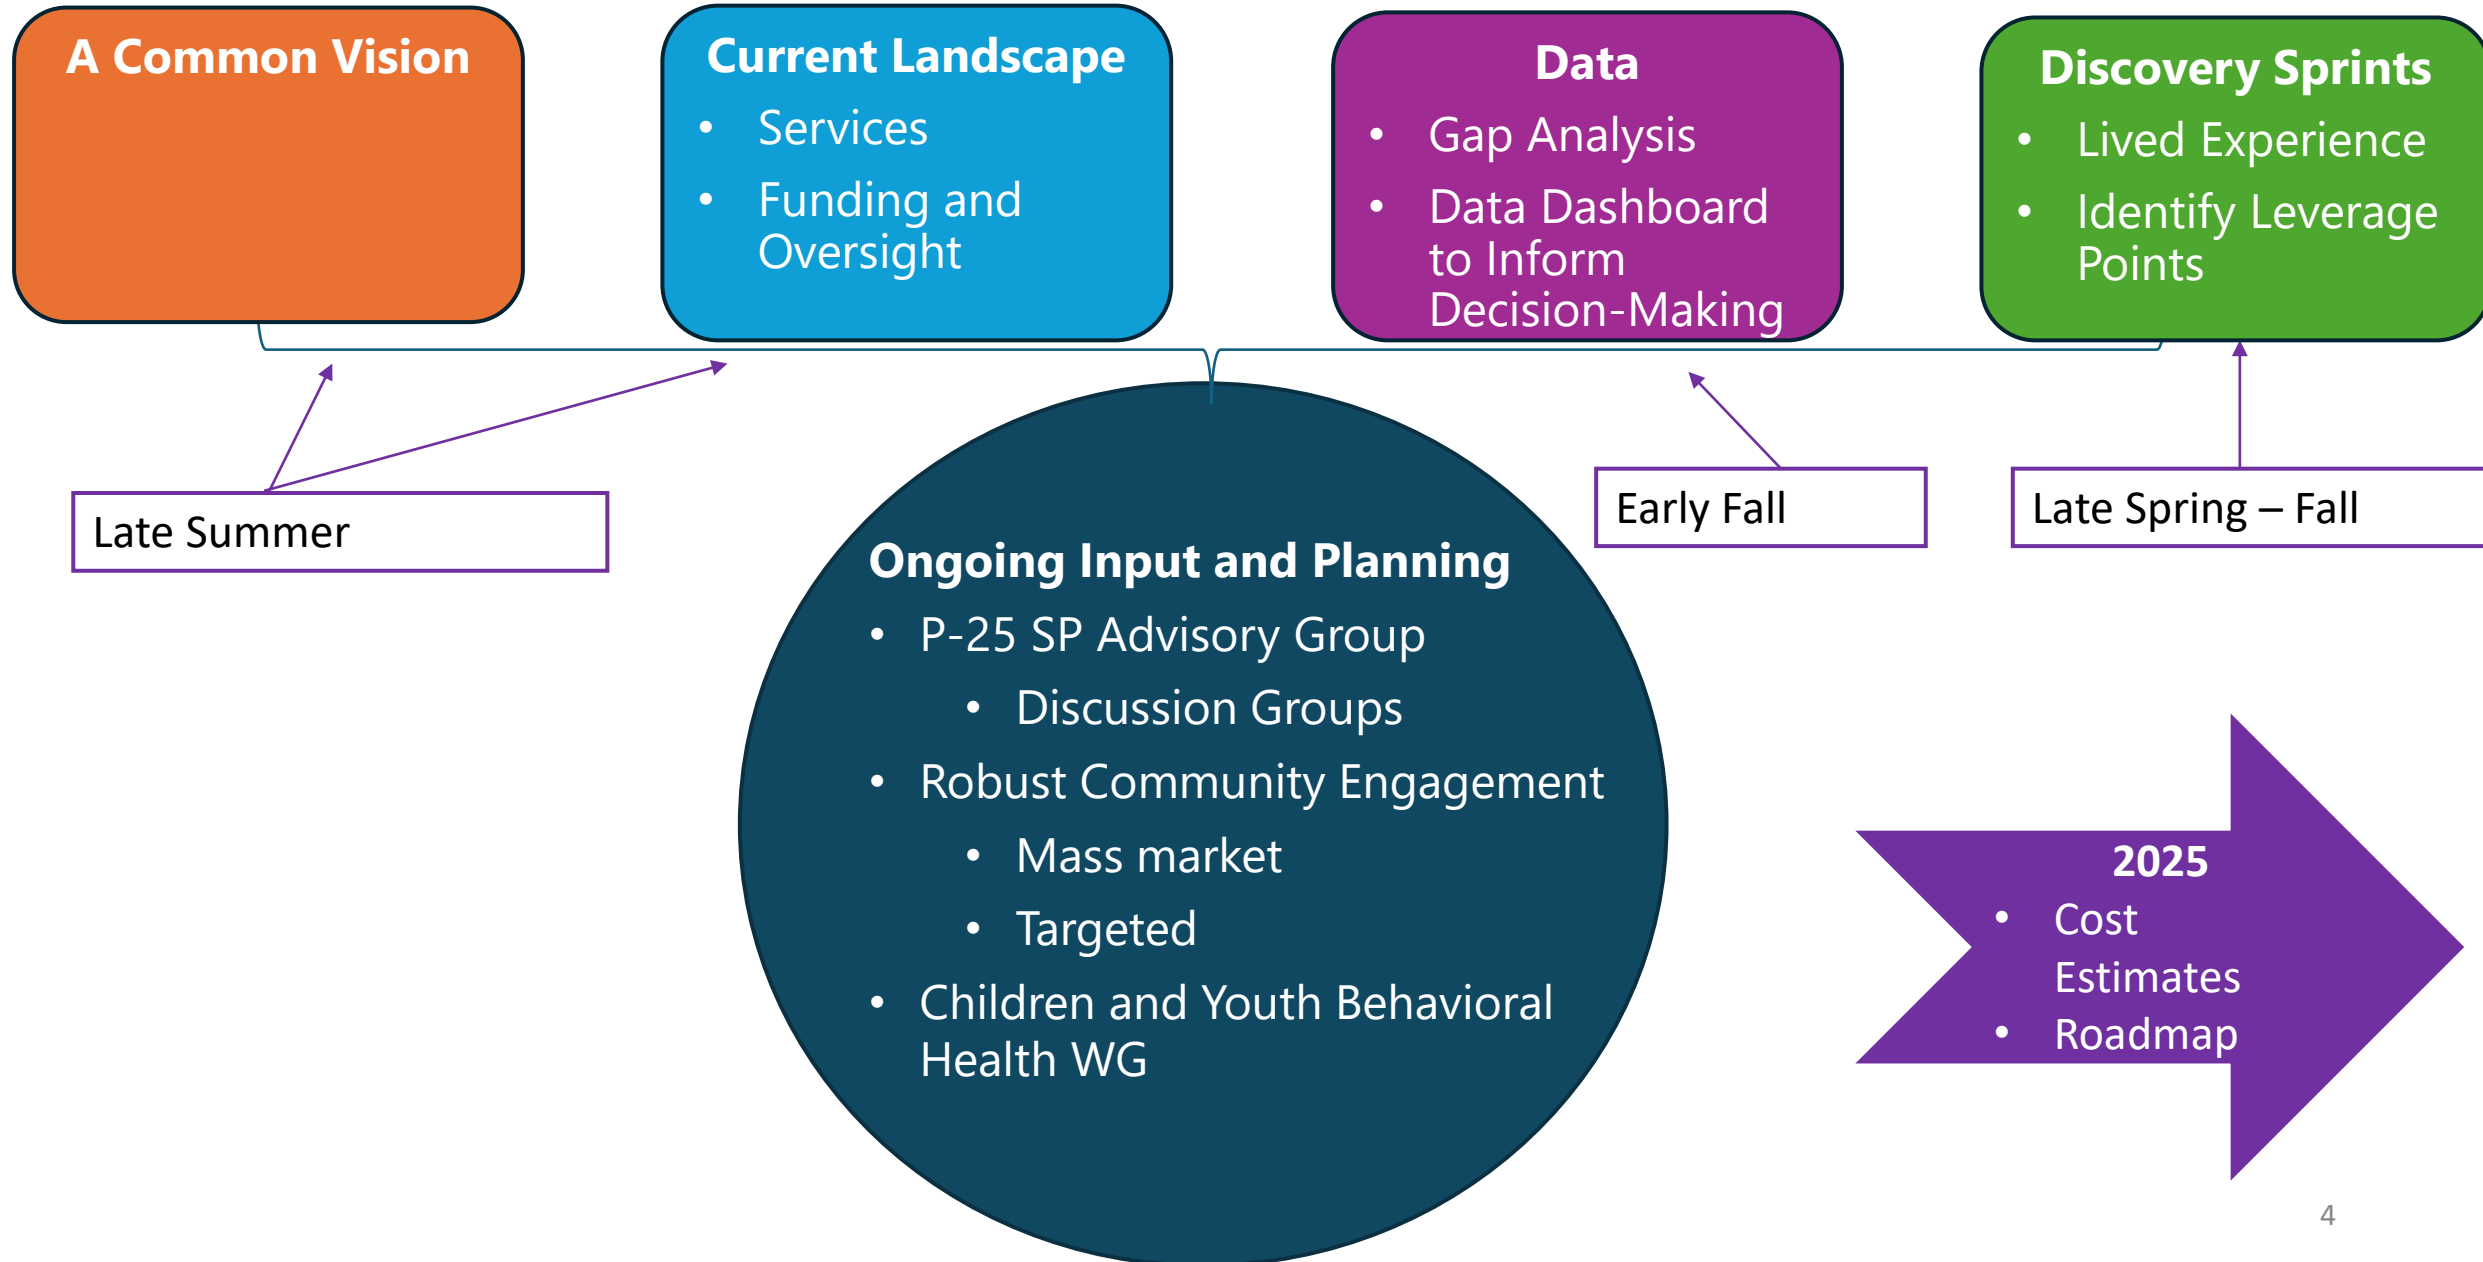 A Common Vision
Current Landscape
• Services
• Funding and
Oversight
Data
• Gap Analysis
• Data Dashboard
to Inform
Decision-Making
Discovery Sprints
• Lived Experience
• Identify Leverage
Points
Late Summer
Early Fall
Late Spring – Fall
Ongoing Input and Planning
• P-25 SP Advisory Group
• Discussion Groups
• Robust Community Engagement
• Mass market
• Targeted
• Children and Youth Behavioral
Health WG
2025
• Cost
Estimates
• Roadmap
4